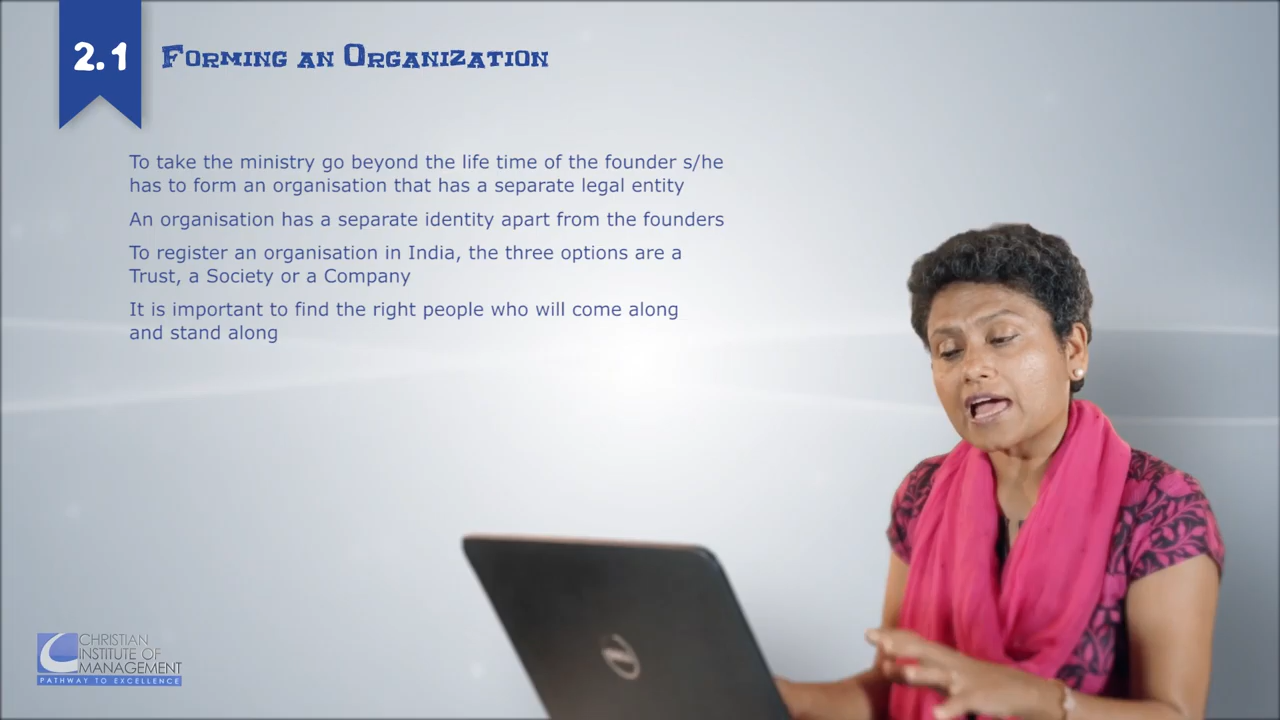 2.1 Forming an Organization
To take the ministry go beyond the life time of the founder s/he
has to form an organisation that has a separate legal entity
An organisation has a separate identity apart from the founders
To register an organisation in India, the three options are a
Trust, a Society or a Company
It is important to find the right people who will come along
and stand along
CHRISTIAN
INSTITUTE OF
MANAGEMENT
PATHWAY TO EXCELLENCE